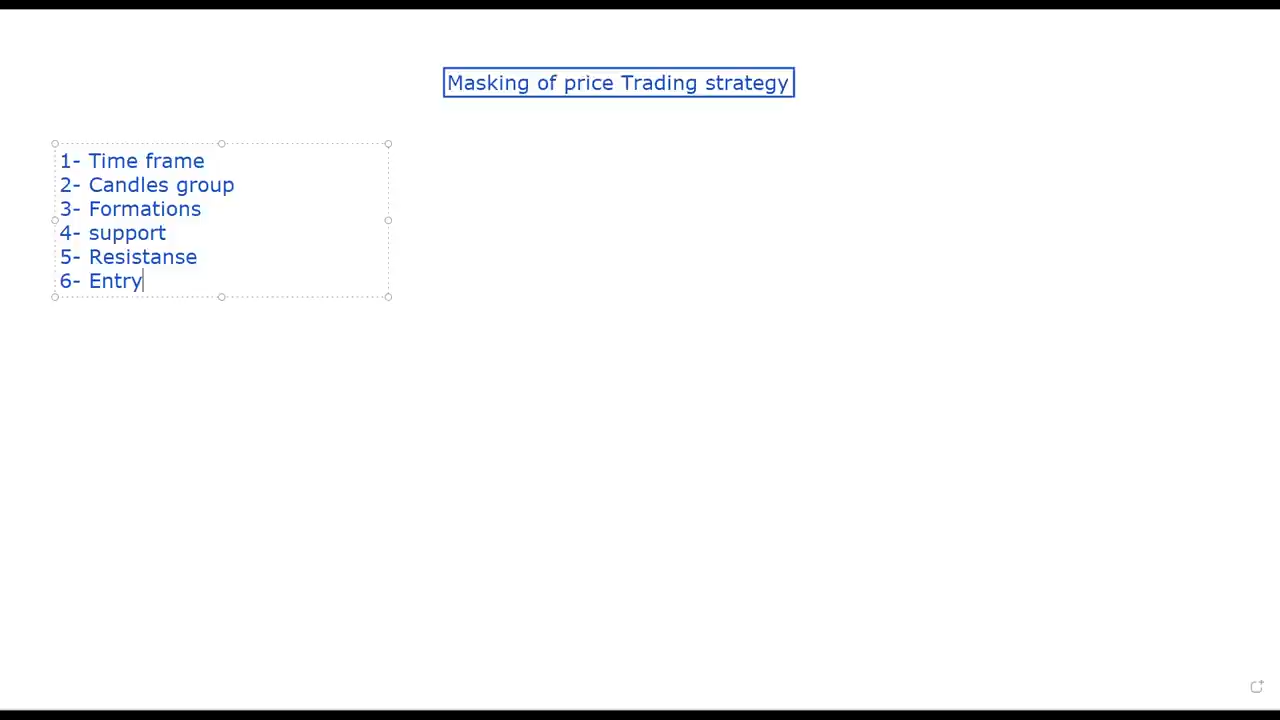 Masking of price Trading strategy
1- Time frame
2- Candles group
3- Formations
4- support
5- Resistanse
6- Entry